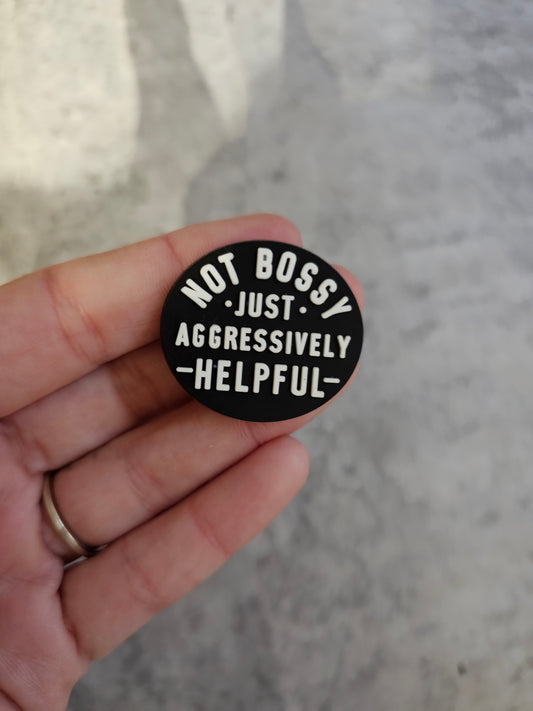 NOT BOSSY
·JUST·
AGGRESSIVELY
-HELPFUL-